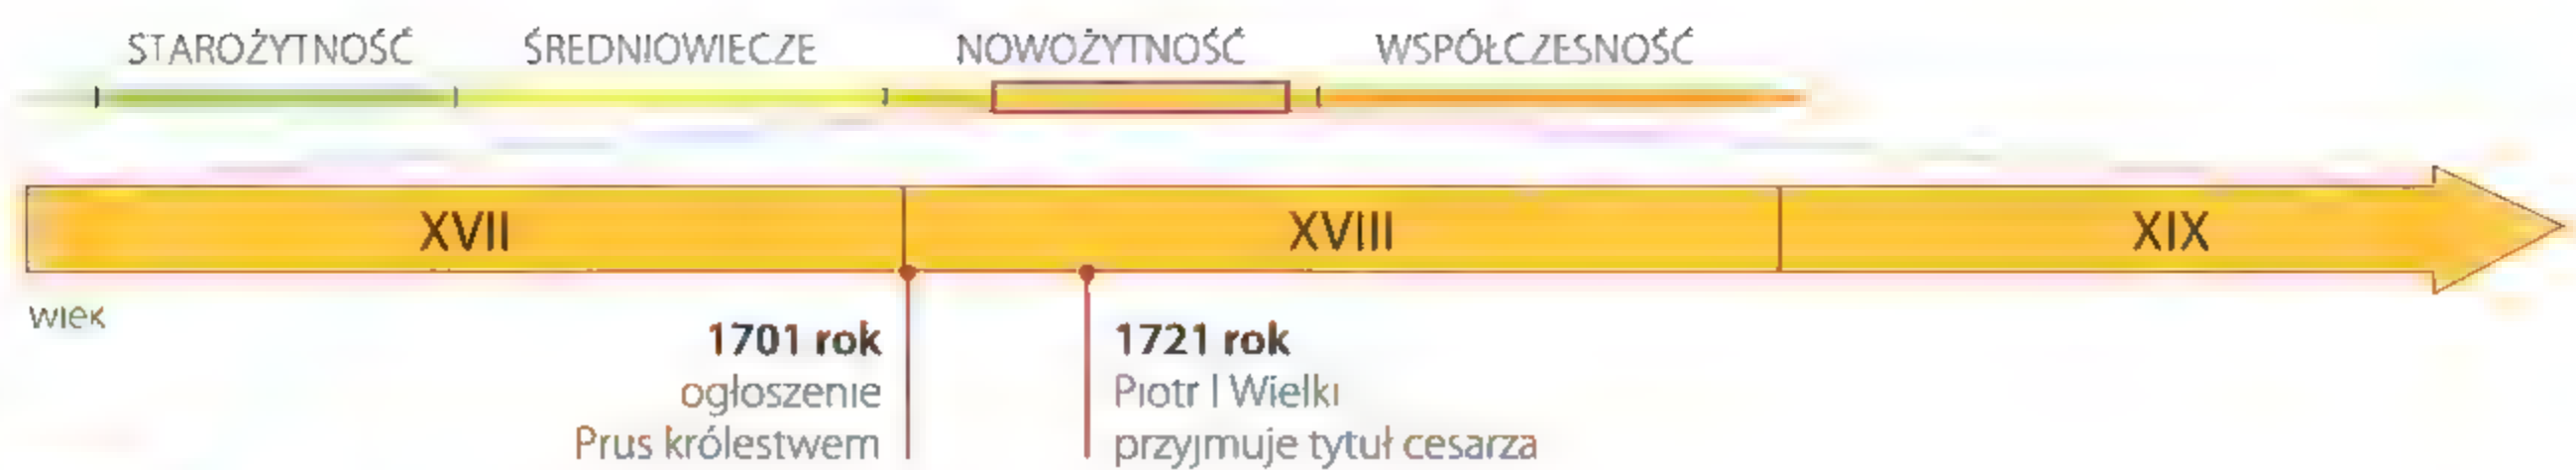 STAROŻYTNOŚĆ ŚREDNIOWIECZE NOWOŻYTNOŚĆ WSPÓŁCZESNOŚĆ
XVII XVIII XIX
wiek
1701 rok
ogłoszenie
Prus królestwem
1721 rok
Piotr I Wielki
przyjmuje tytuł cesarza